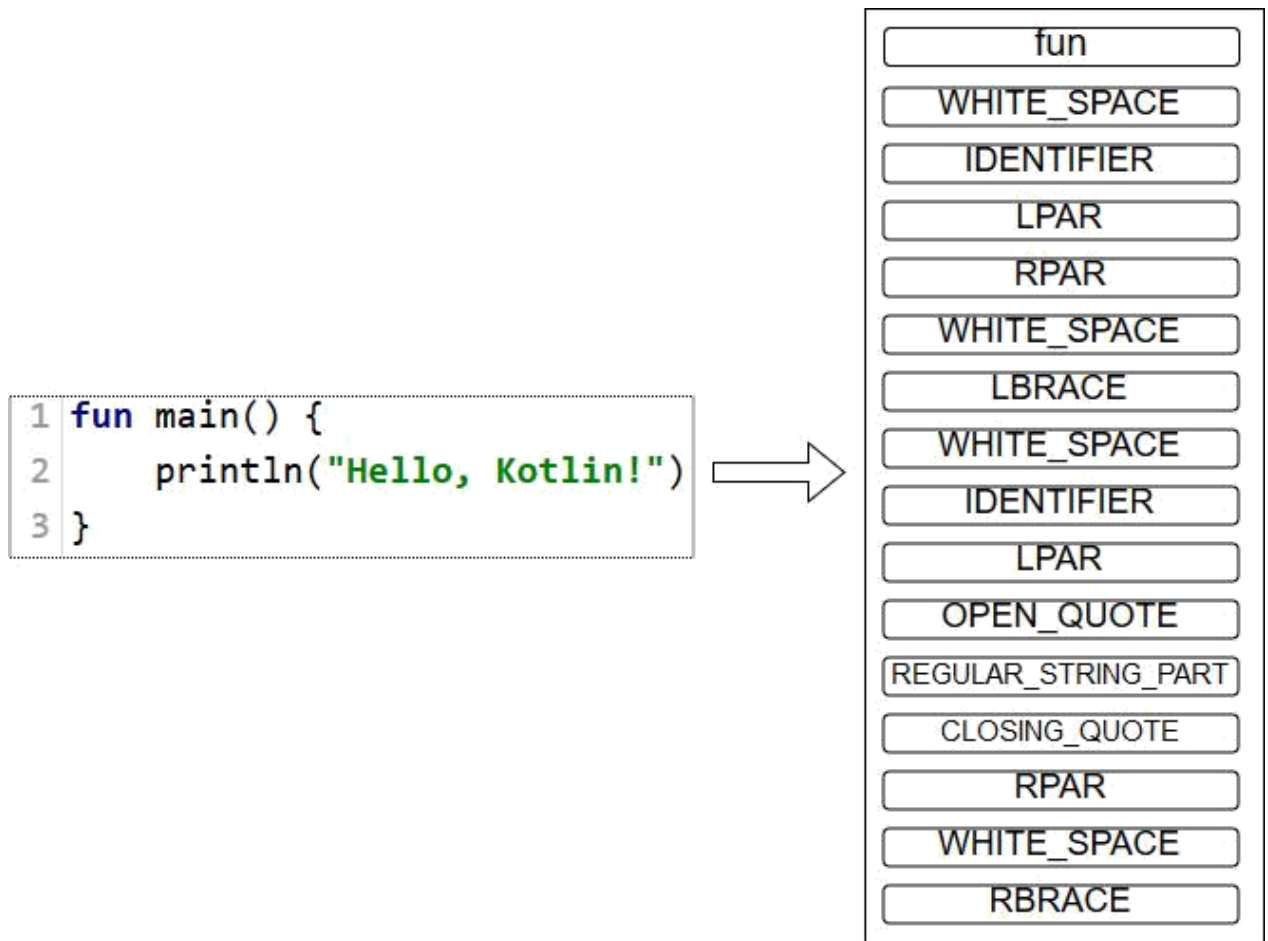 1 fun main() {
2     println("Hello, Kotlin!")
3 }
fun
WHITE_SPACE
IDENTIFIER
LPAR
RPAR
WHITE_SPACE
LBRACE
WHITE_SPACE
IDENTIFIER
LPAR
OPEN_QUOTE
REGULAR_STRING_PART
CLOSING_QUOTE
RPAR
WHITE_SPACE
RBRACE